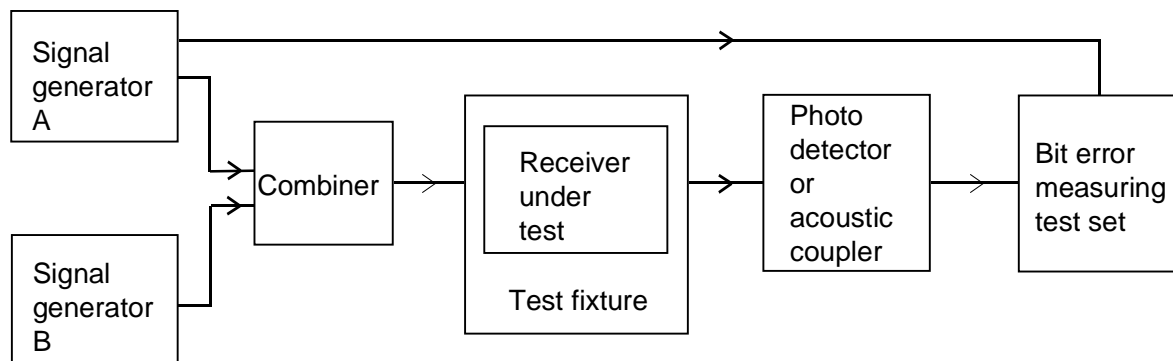 Signal
generator
A
Combiner
Signal
generator
B
Receiver
under
test
Test fixture
Photo
detector
or
acoustic
coupler
Bit error
measuring
test set